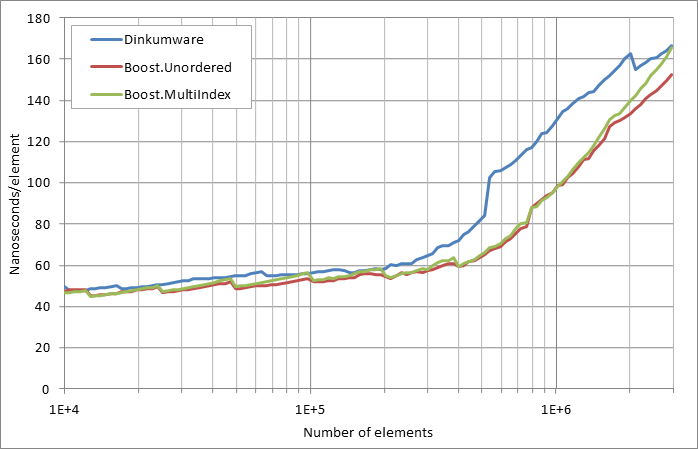 180
160
140
120
100
80
60
40
20
0
Nanoseconds/element
Dinkumware
Boost.Unordered
Boost.MultiIndex
1E+4 1E+5 1E+6
Number of elements